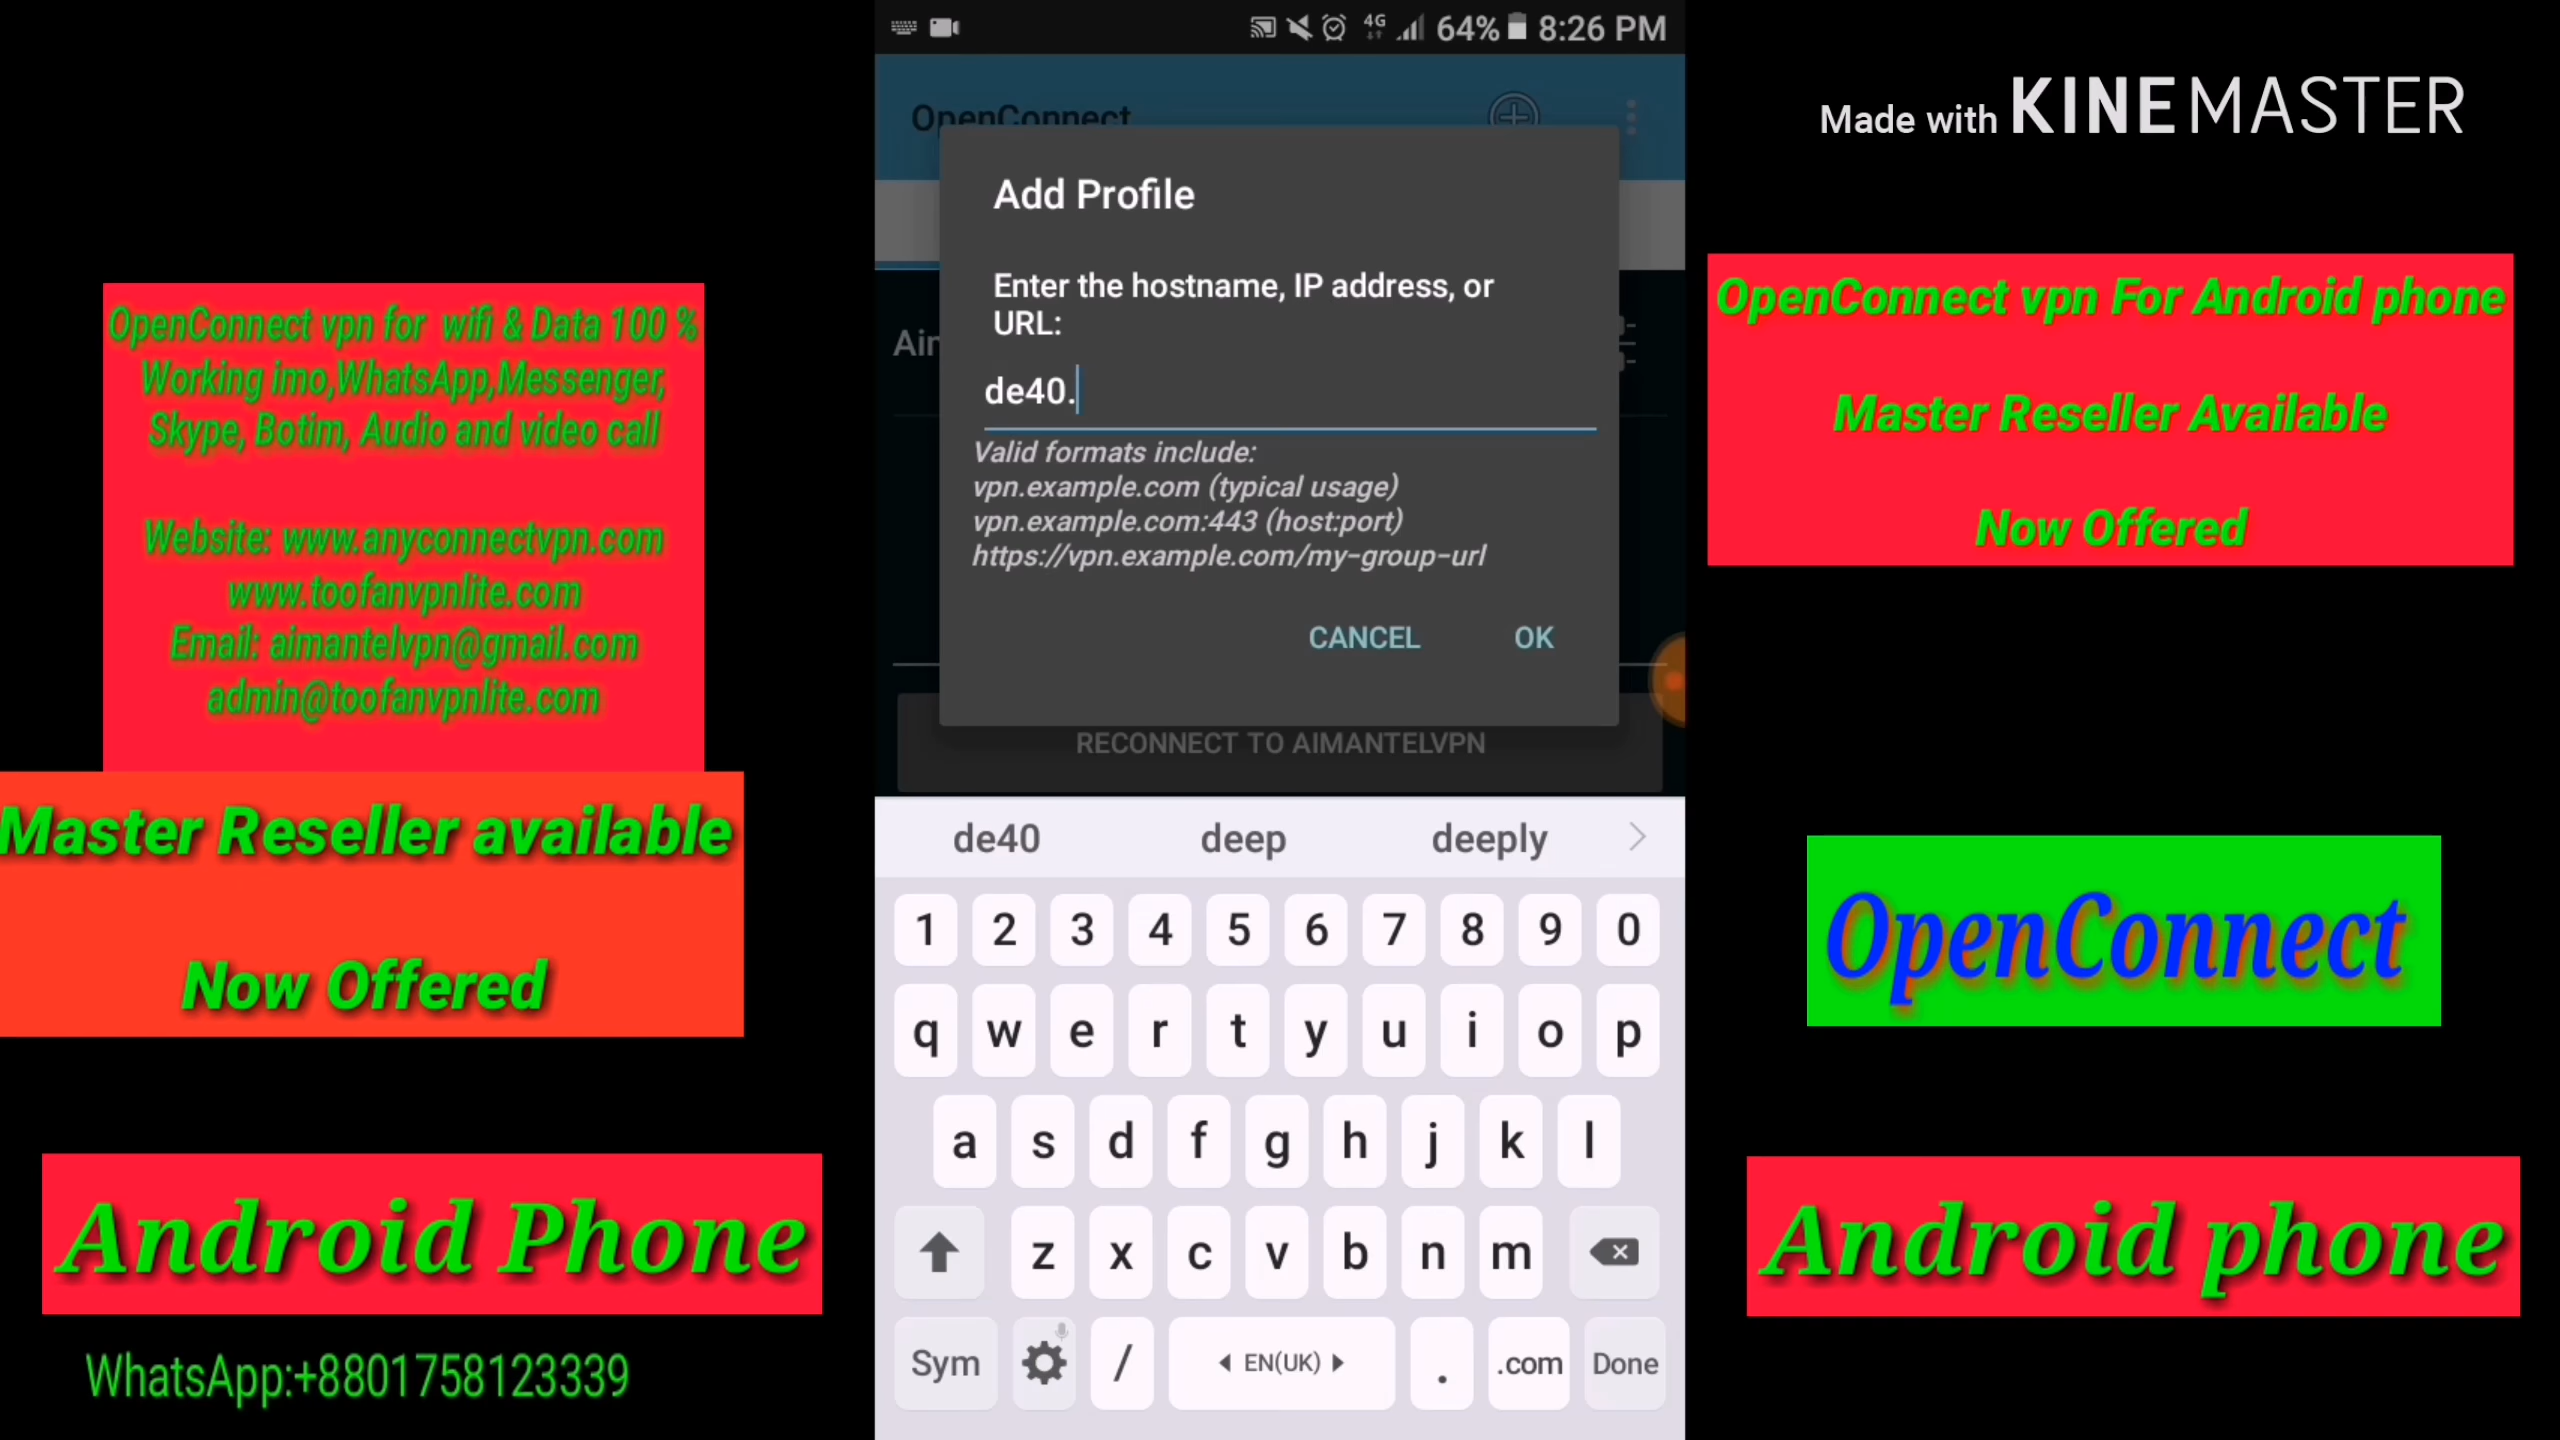 4G 64% 8:26 PM
Made with KINEMASTER
OpenConnect
Add Profile
Enter the hostname, IP address, or
URL:
de40.
Valid formats include:
vpn.example.com (typical usage)
vpn.example.com:443 (host:port)
https://vpn.example.com/my-group-url
CANCEL OK
RECONNECT TO AIMANTELVPN
de40 deep deeply
1 2 3 4 5 6 7 8 9 0
q w e r t y u i o p
a s d f g h j k l
z x c v b n m
Sym / EN(UK) . .com Done
OpenConnect vpn for wifi & Data 100 %
Working imo,WhatsApp,Messenger,
Skype, Botim, Audio and video call
Website: www.anyconnectvpn.com
www.toofanvpnlite.com
Email: aimantelvpn@gmail.com
admin@toofanvpnlite.com
Master Reseller available
Now Offered
Android Phone
WhatsApp:+8801758123339
OpenConnect vpn For Android phone
Master Reseller Available
Now Offered
OpenConnect
Android phone